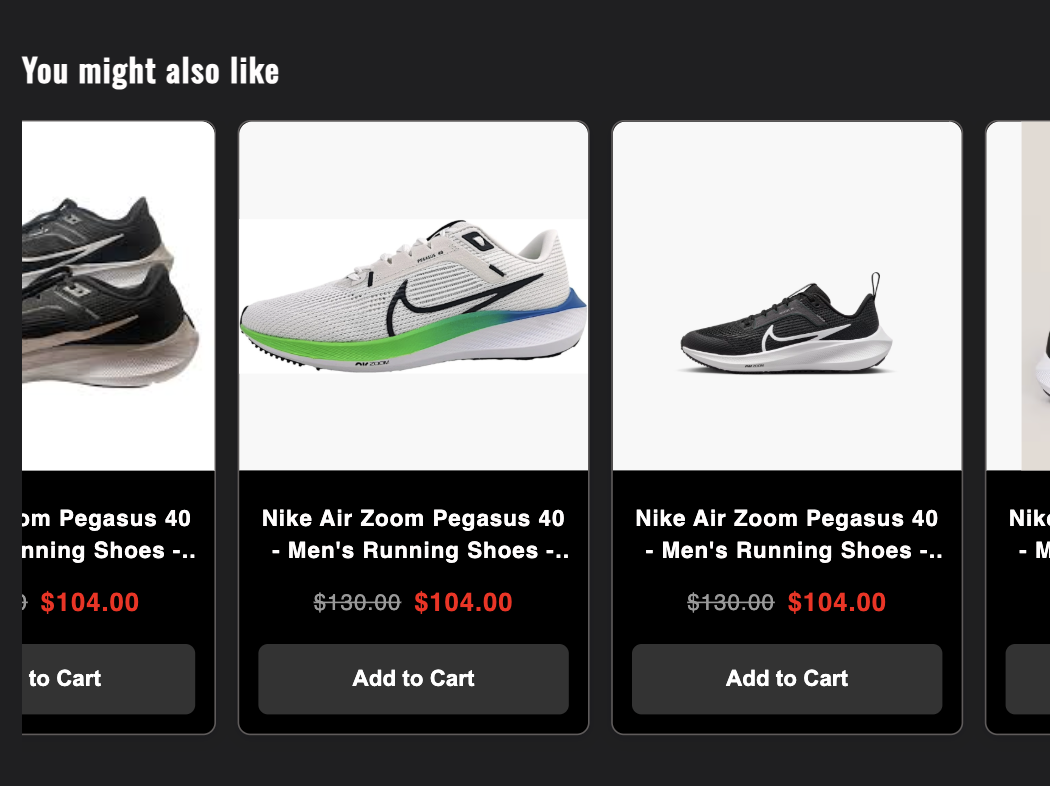 You might also like
om Pegasus 40
nning Shoes -..
$104.00
to Cart
Nike Air Zoom Pegasus 40
- Men's Running Shoes -..
$130.00 $104.00
Add to Cart
Nike Air Zoom Pegasus 40
- Men's Running Shoes -..
$130.00 $104.00
Add to Cart
Nik
- M